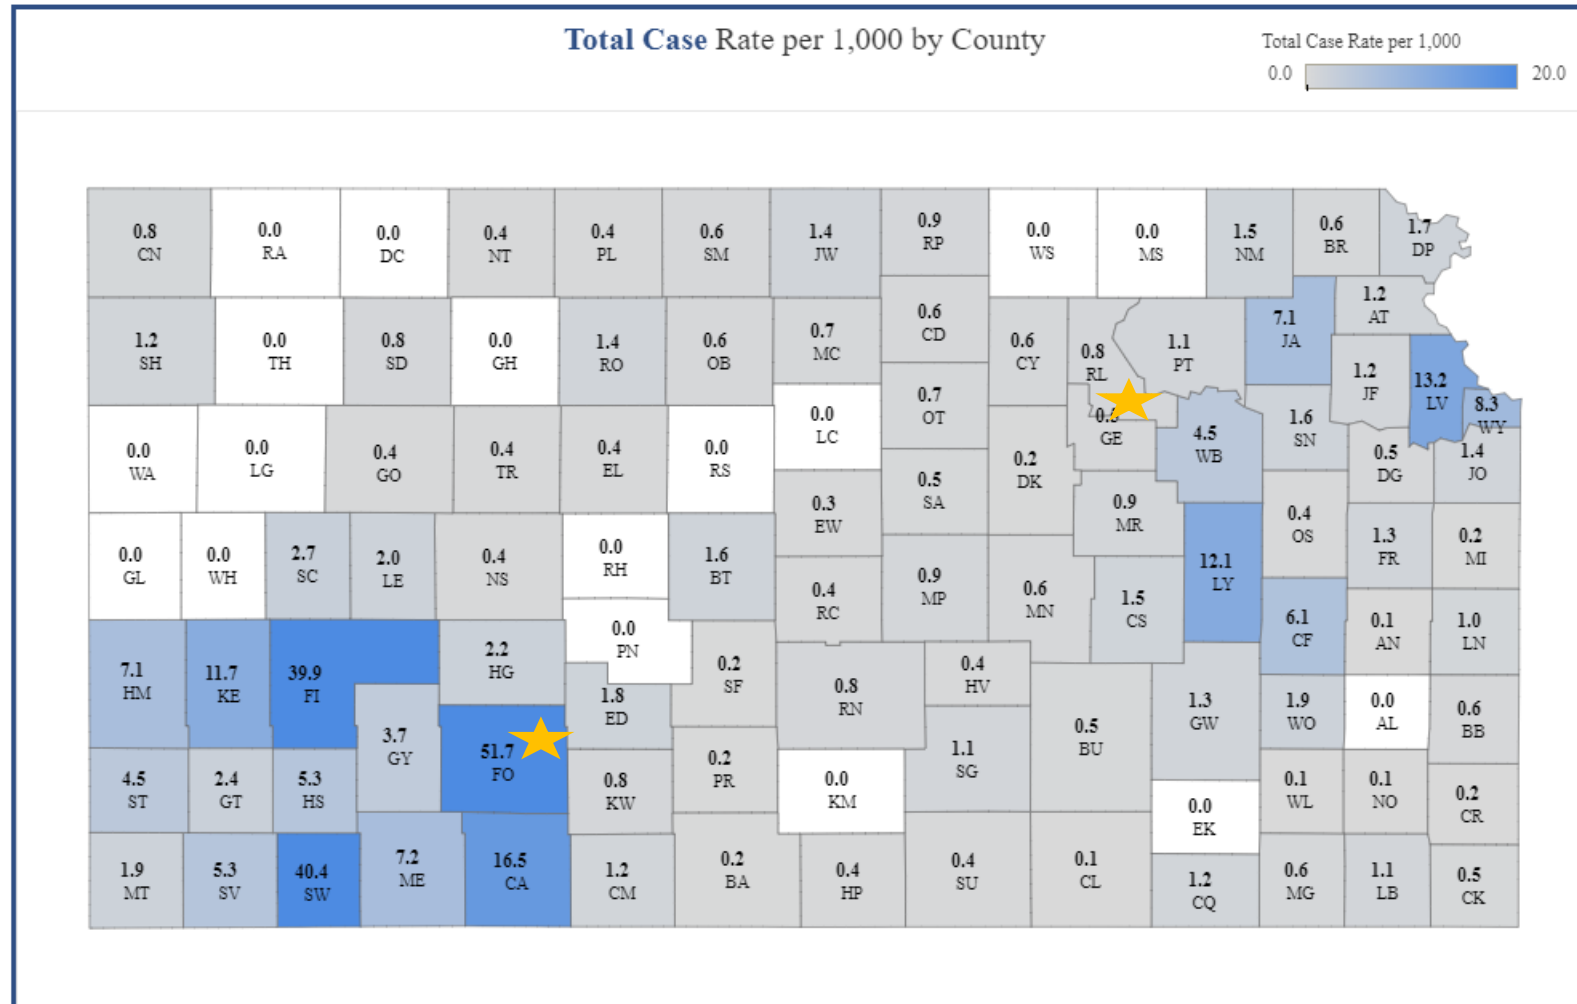 Total Case Rate per 1,000 by County
Total Case Rate per 1,000
0.0 20.0
0.8
CN
0.0
RA
0.0
DC
0.4
NT
0.4
PL
0.6
SM
1.4
JW
0.9
RP
0.0
WS
0.0
MS
1.5
NM
0.6
BR
1.7
DP
1.2
SH
0.0
TH
0.8
SD
0.0
GH
1.4
RO
0.6
OB
0.7
MC
0.6
CD
0.6
CY
0.8
RL
1.1
PT
7.1
JA
1.2
AT
1.2
JF
13.2
LV
8.3
WY
0.0
WA
0.0
LG
0.4
GO
0.4
TR
0.4
EL
0.0
RS
0.0
LC
0.7
OT
0.2
DK
GE
4.5
WB
1.6
SN
0.5
DG
1.4
JO
0.3
EW
0.5
SA
0.9
MR
0.4
OS
1.3
FR
0.2
MI
0.0
GL
0.0
WH
2.7
SC
2.0
LE
0.4
NS
0.0
RH
1.6
BT
0.4
RC
0.9
MP
0.6
MN
1.5
CS
12.1
LY
6.1
CF
0.1
AN
1.0
LN
7.1
HM
11.7
KE
39.9
FI
2.2
HG
0.0
PN
0.2
SF
1.8
ED
0.8
RN
0.4
HV
0.5
BU
1.3
GW
1.9
WO
0.0
AL
0.6
BB
3.7
GY
51.7
FO
0.2
PR
0.0
KM
1.1
SG
4.5
ST
2.4
GT
5.3
HS
0.8
KW
0.0
EK
0.1
WL
0.1
NO
0.2
CR
1.9
MT
5.3
SV
40.4
SW
7.2
ME
16.5
CA
1.2
CM
0.2
BA
0.4
HP
0.4
SU
0.1
CL
1.2
CQ
0.6
MG
1.1
LB
0.5
CK